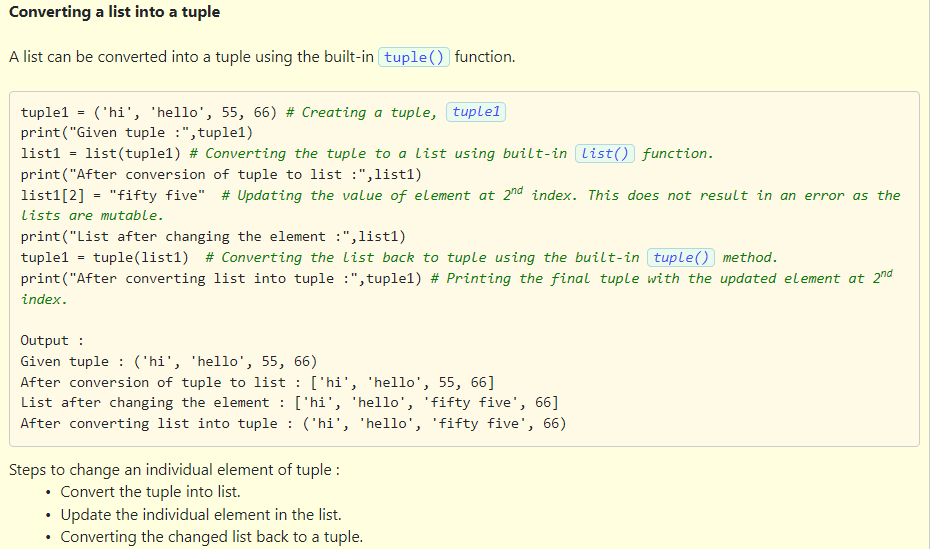 Converting a list into a tuple
A list can be converted into a tuple using the built-in tuple() function.
tuple1 = ('hi', 'hello', 55, 66) # Creating a tuple, tuple1
print("Given tuple :",tuple1)
list1 = list(tuple1) # Converting the tuple to a list using built-in list() function.
print("After conversion of tuple to list :",list1)
list1[2] = "fifty five"  # Updating the value of element at 2nd index. This does not result in an error as the
lists are mutable.
print("List after changing the element :",list1)
tuple1 = tuple(list1)  # Converting the list back to tuple using the built-in tuple() method.
print("After converting list into tuple :",tuple1) # Printing the final tuple with the updated element at 2nd
index.
Output :
Given tuple : ('hi', 'hello', 55, 66)
After conversion of tuple to list : ['hi', 'hello', 55, 66]
List after changing the element : ['hi', 'hello', 'fifty five', 66]
After converting list into tuple : ('hi', 'hello', 'fifty five', 66)
Steps to change an individual element of tuple :
• Convert the tuple into list.
• Update the individual element in the list.
• Converting the changed list back to a tuple.